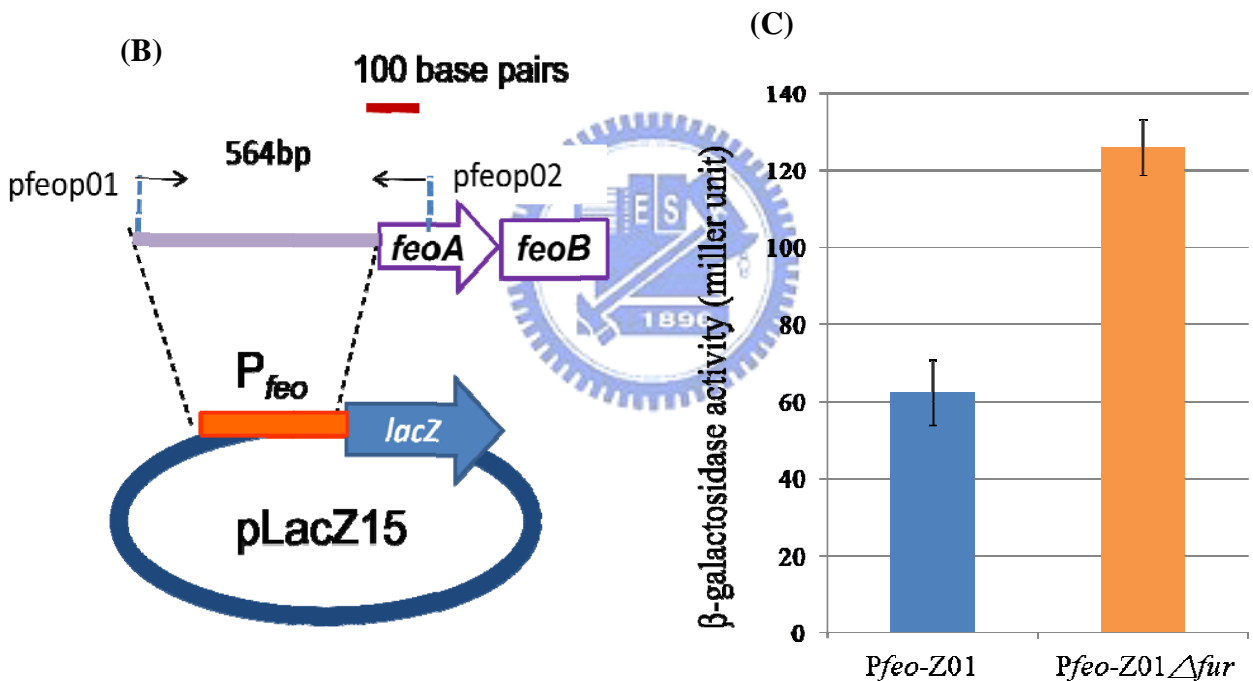 (B)
100 base pairs
564bp
pfeop01
pfeop02
feoA
feoB
Pfeo
lacZ
pLacZ15
(C)
β-galactosidase activity (miller unit)
140
120
100
80
60
40
20
0
Pfeo-Z01
Pfeo-Z01△fur
E S
1896